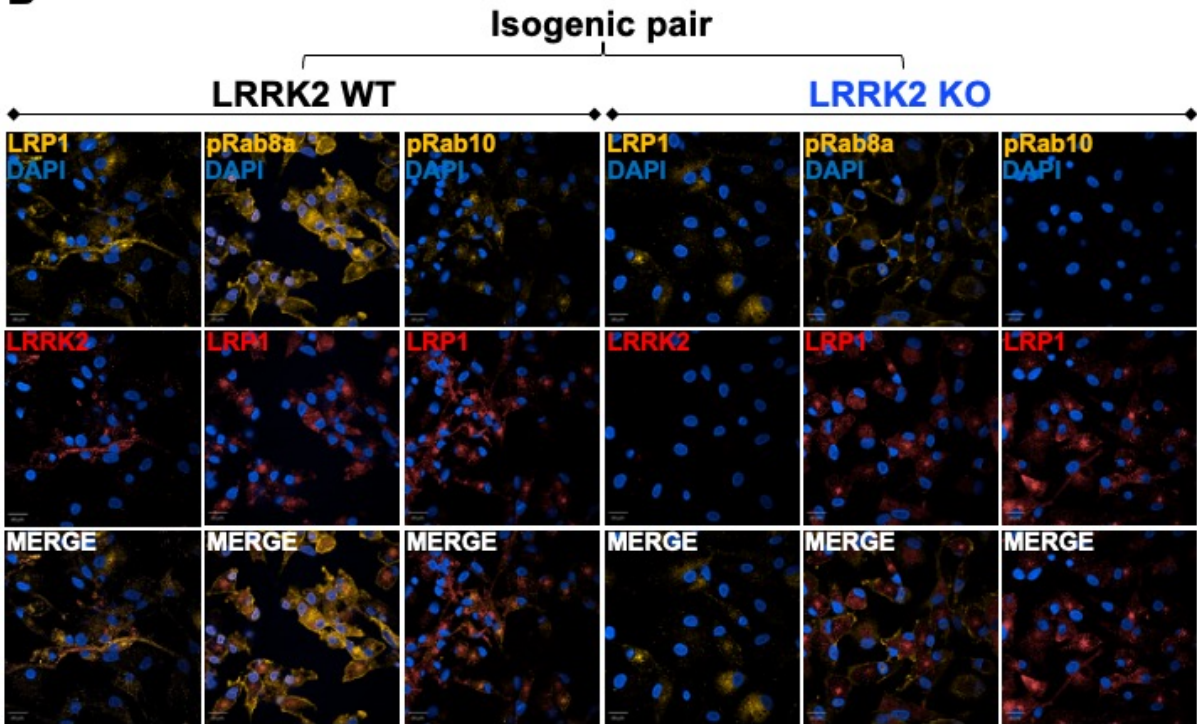 Isogenic pair
LRRK2 WT
LRRK2 KO
LRP1
DAPI
pRab8a
DAPI
pRab10
DAPI
LRP1
DAPI
pRab8a
DAPI
pRab10
DAPI
LRRK2
LRP1
LRP1
LRRK2
LRP1
LRP1
MERGE
MERGE
MERGE
MERGE
MERGE
MERGE